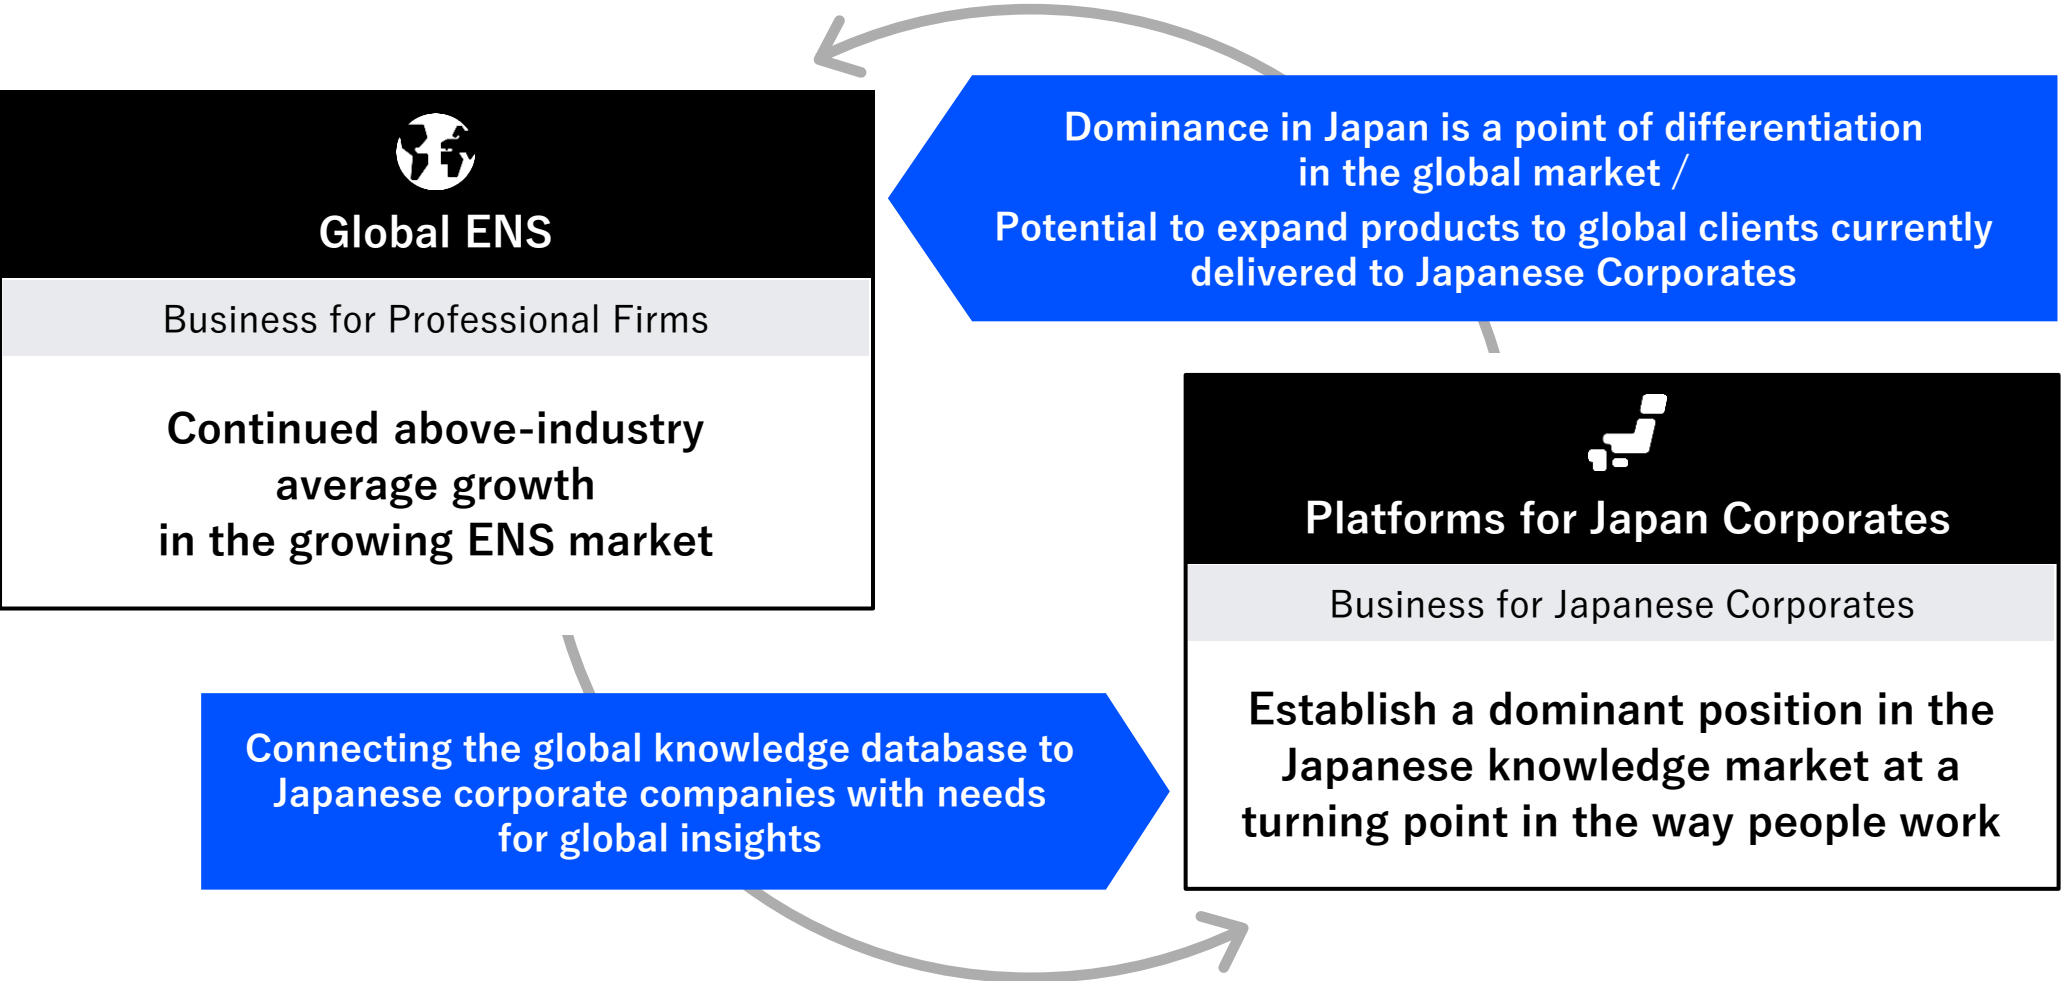 Global ENS
Business for Professional Firms
Continued above-industry
average growth
in the growing ENS market
Dominance in Japan is a point of differentiation
in the global market /
Potential to expand products to global clients currently
delivered to Japanese Corporates
Platforms for Japan Corporates
Business for Japanese Corporates
Establish a dominant position in the
Japanese knowledge market at a
turning point in the way people work
Connecting the global knowledge database to
Japanese corporate companies with needs
for global insights